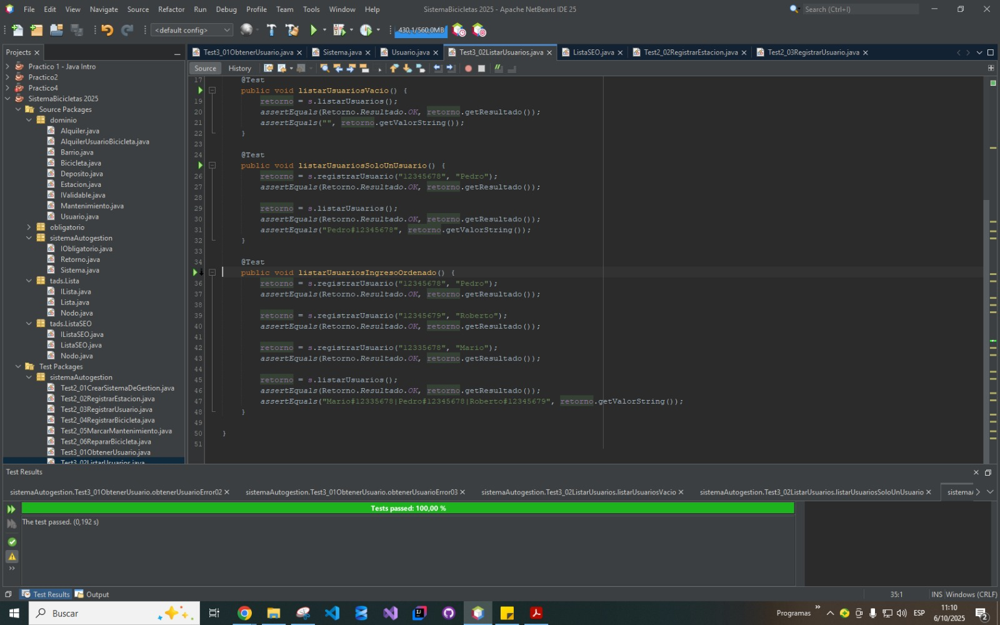 File Edit View Navigate Source Refactor Run Debug Profile Team Tools Window Help
SistemaBicicletas 2025 - Apache NetBeans IDE 25
Search (Ctrl+I)
<default config>
430,1/560,0MB
Projects
Test3_01ObtenerUsuario.java
Sistema.java
Usuario.java
Test3_02ListarUsuarios.java
ListaSEO.java
Test2_02RegistrarEstacion.java
Test2_03RegistrarUsuario.java
Source History
Practico 1 - Java Intro
Practico2
Practico4
SistemaBicicletas 2025
Source Packages
dominio
Alquiler.java
AlquilerUsuarioBicicleta.java
Barrio.java
Bicicleta.java
Deposito.java
Estacion.java
IValidable.java
Mantenimiento.java
Usuario.java
obligatorio
sistemaAutogestion
IObligatorio.java
Retorno.java
Sistema.java
tads.Lista
ILista.java
Lista.java
Nodo.java
tads.ListaSEO
IListaSEO.java
ListaSEO.java
Nodo.java
Test Packages
sistemaAutogestion
Test2_01CrearSistemaDeGestion.java
Test2_02RegistrarEstacion.java
Test2_03RegistrarUsuario.java
Test2_04RegistrarBicicleta.java
Test2_05MarcarMantenimiento.java
Test2_06RepararBicicleta.java
Test3_01ObtenerUsuario.java
Test3_02ListarUsuarios.java
17 @Test
public void listarUsuariosVacio() {
19 retorno = s.listarUsuarios();
20 assertEquals(Retorno.Resultado.OK, retorno.getResultado());
21 assertEquals("", retorno.getValorString());
22 }
23
24 @Test
public void listarUsuariosSoloUnUsuario() {
26 retorno = s.registrarUsuario("12345678", "Pedro");
27 assertEquals(Retorno.Resultado.OK, retorno.getResultado());
28
29 retorno = s.listarUsuarios();
30 assertEquals(Retorno.Resultado.OK, retorno.getResultado());
31 assertEquals("Pedro#12345678", retorno.getValorString());
32 }
33
34 @Test
public void listarUsuariosIngresoOrdenado() {
36 retorno = s.registrarUsuario("12345678", "Pedro");
37 assertEquals(Retorno.Resultado.OK, retorno.getResultado());
38
39 retorno = s.registrarUsuario("12345679", "Roberto");
40 assertEquals(Retorno.Resultado.OK, retorno.getResultado());
41
42 retorno = s.registrarUsuario("12335678", "Mario");
43 assertEquals(Retorno.Resultado.OK, retorno.getResultado());
44
45 retorno = s.listarUsuarios();
46 assertEquals(Retorno.Resultado.OK, retorno.getResultado());
47 assertEquals("Mario#12335678|Pedro#12345678|Roberto#12345679", retorno.getValorString());
48 }
49
50 }
51
Test Results
sistemaAutogestion.Test3_01ObtenerUsuario.obtenerUsuarioError02
sistemaAutogestion.Test3_01ObtenerUsuario.obtenerUsuarioError03
sistemaAutogestion.Test3_02ListarUsuarios.listarUsuariosVacio
sistemaAutogestion.Test3_02ListarUsuarios.listarUsuariosSoloUnUsuario
sistemaA
Tests passed: 100,00 %
The test passed. (0,192 s)
Test Results Output
35:1 INS Windows (CRLF)
Buscar
Programas
ESP
11:10
6/10/2025
2